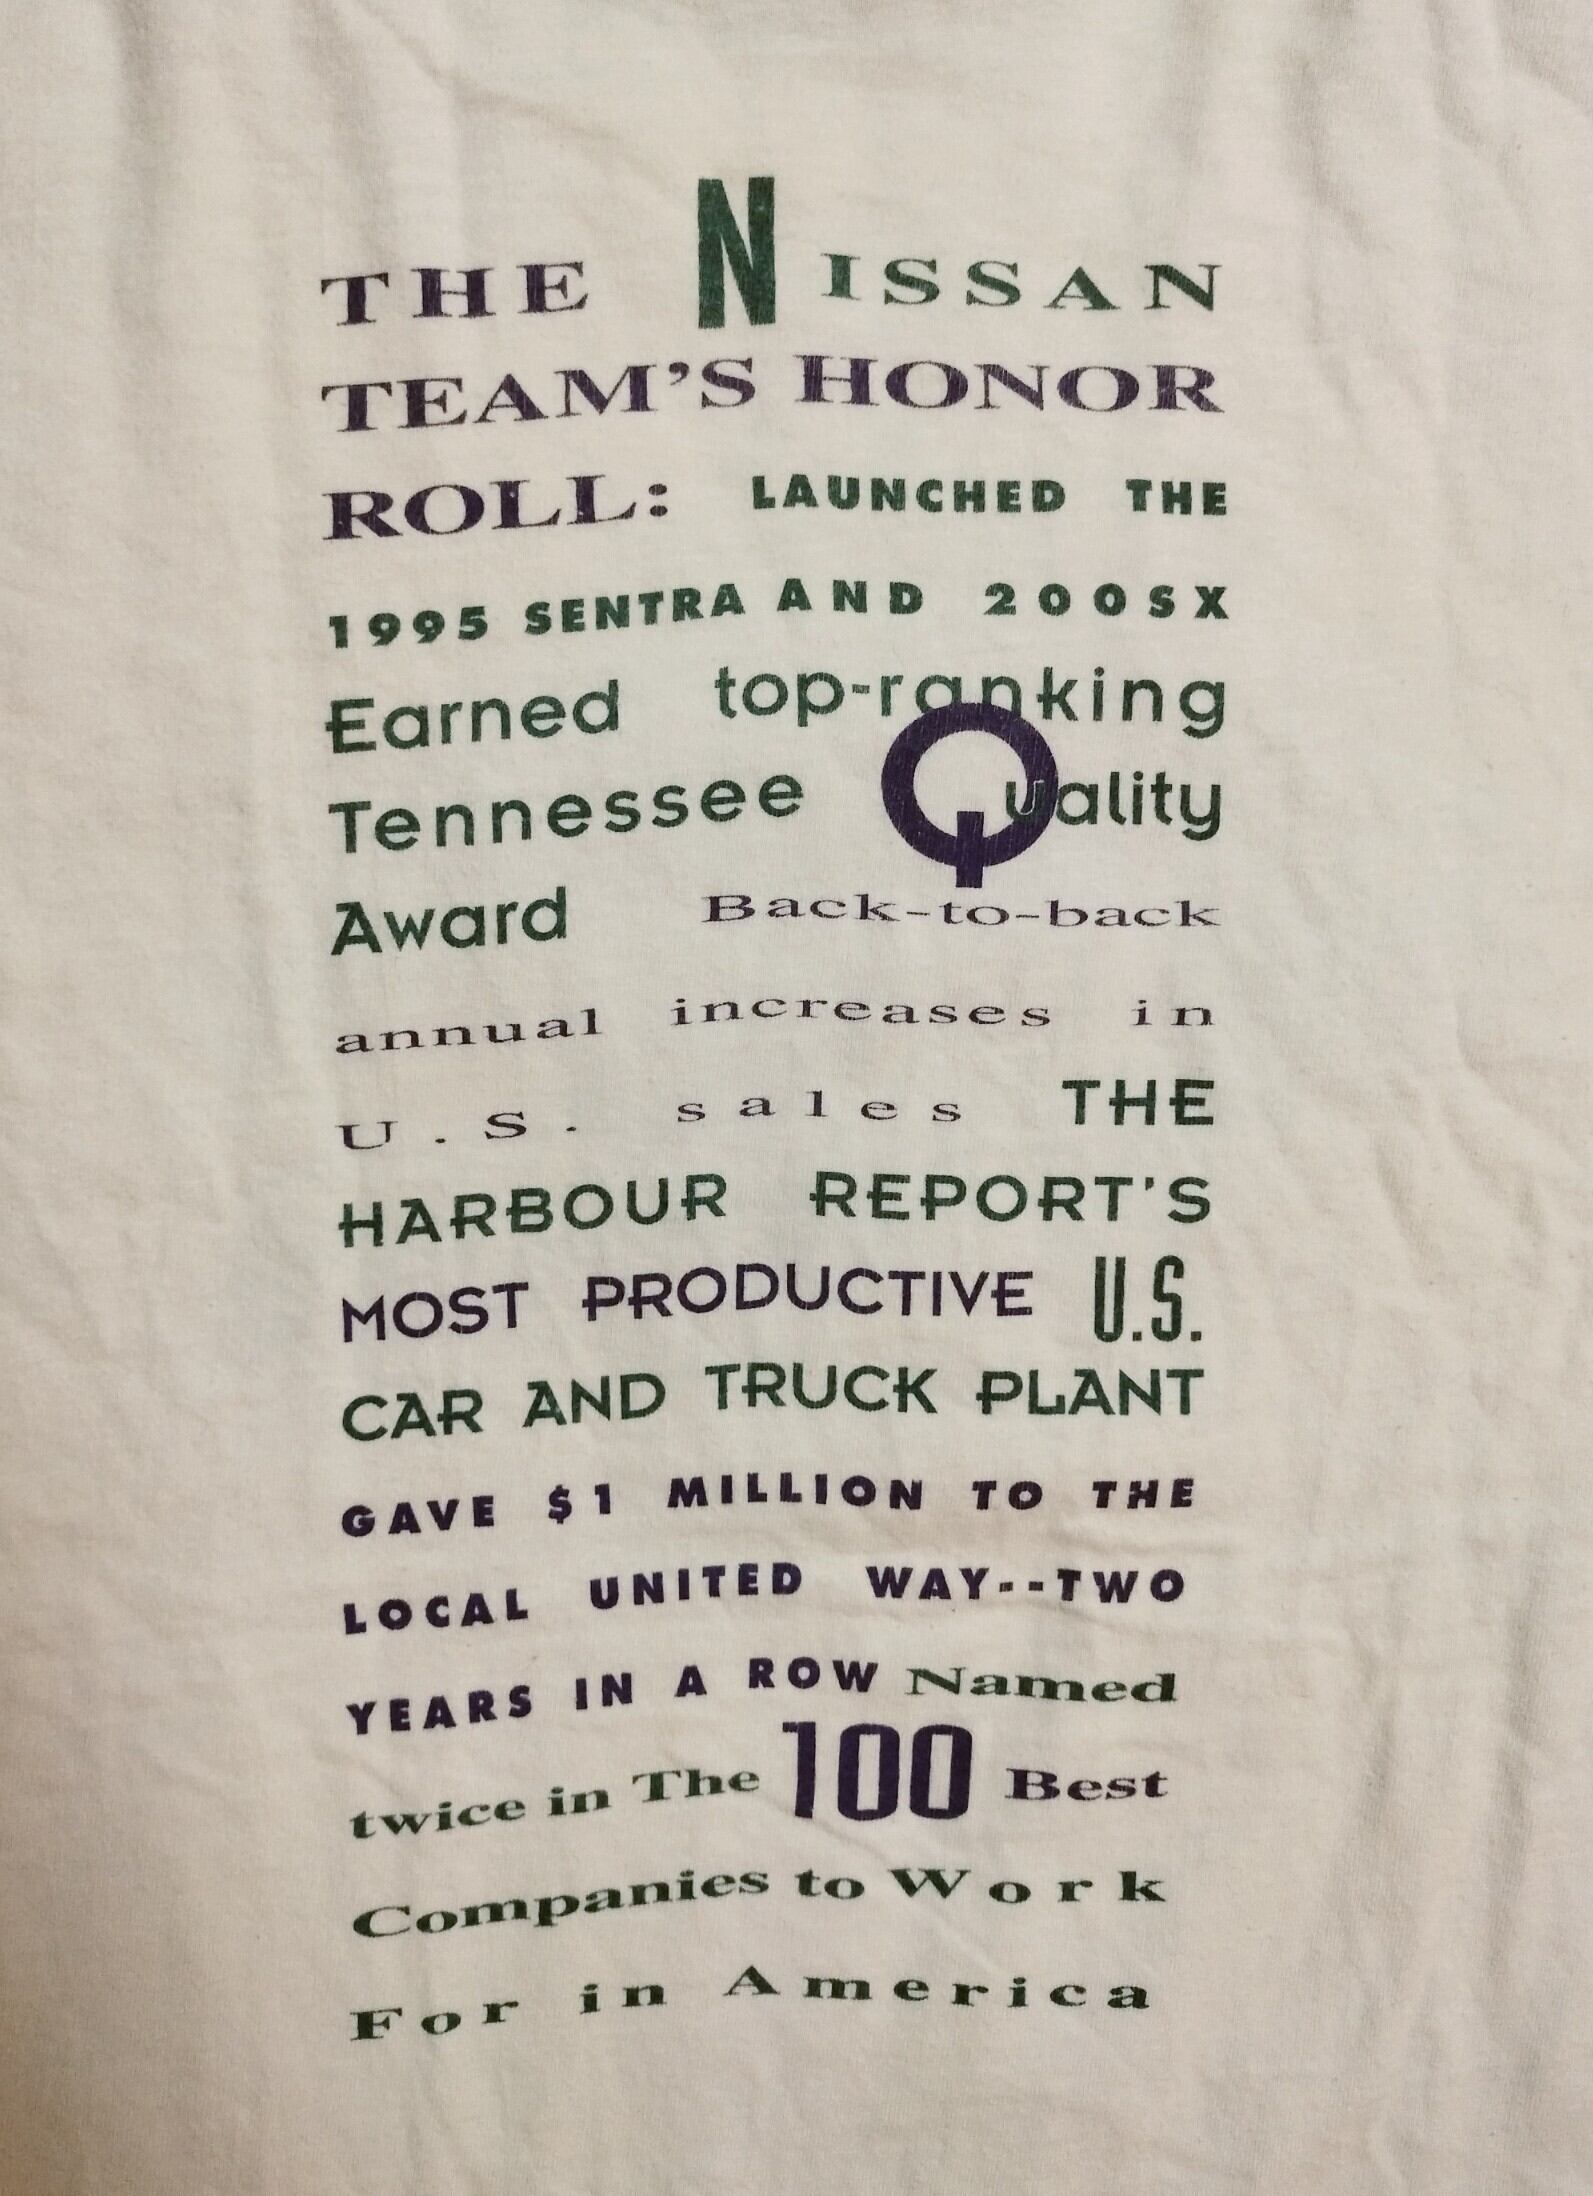 THE NISSAN
TEAM'S HONOR
ROLL: LAUNCHED THE
1995 SENTRA AND 200SX
Earned top-ranking
Tennessee Quality
Award Back-to-back
annual increases in
U.S. sales THE
HARBOUR REPORT'S
MOST PRODUCTIVE U.S.
CAR AND TRUCK PLANT
GAVE $1 MILLION TO THE
LOCAL UNITED WAY--TWO
YEARS IN A ROW Named
twice in The 100 Best
Companies to Work
For in America